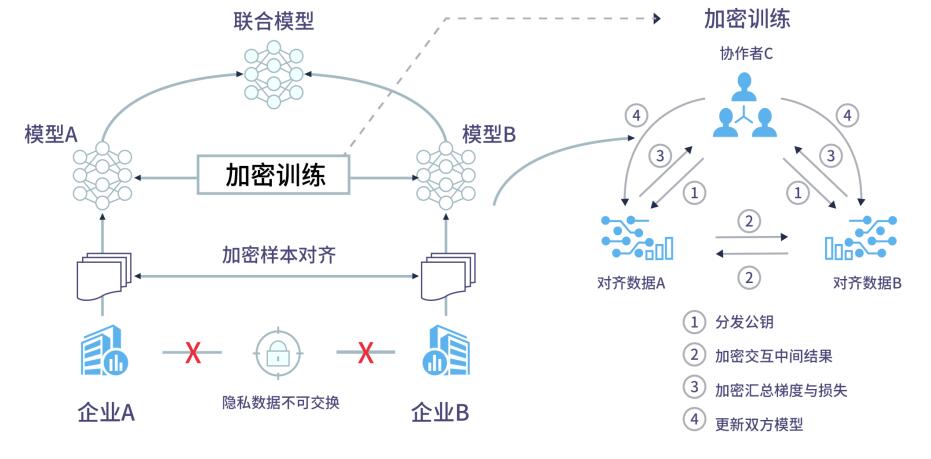 联合模型
模型A
模型B
加密训练
加密样本对齐
X
X
企业A
隐私数据不可交换
企业B
加密训练
协作者C
4
4
3
3
1
1
2
2
对齐数据A
对齐数据B
1 分发公钥
2 加密交互中间结果
3 加密汇总梯度与损失
4 更新双方模型